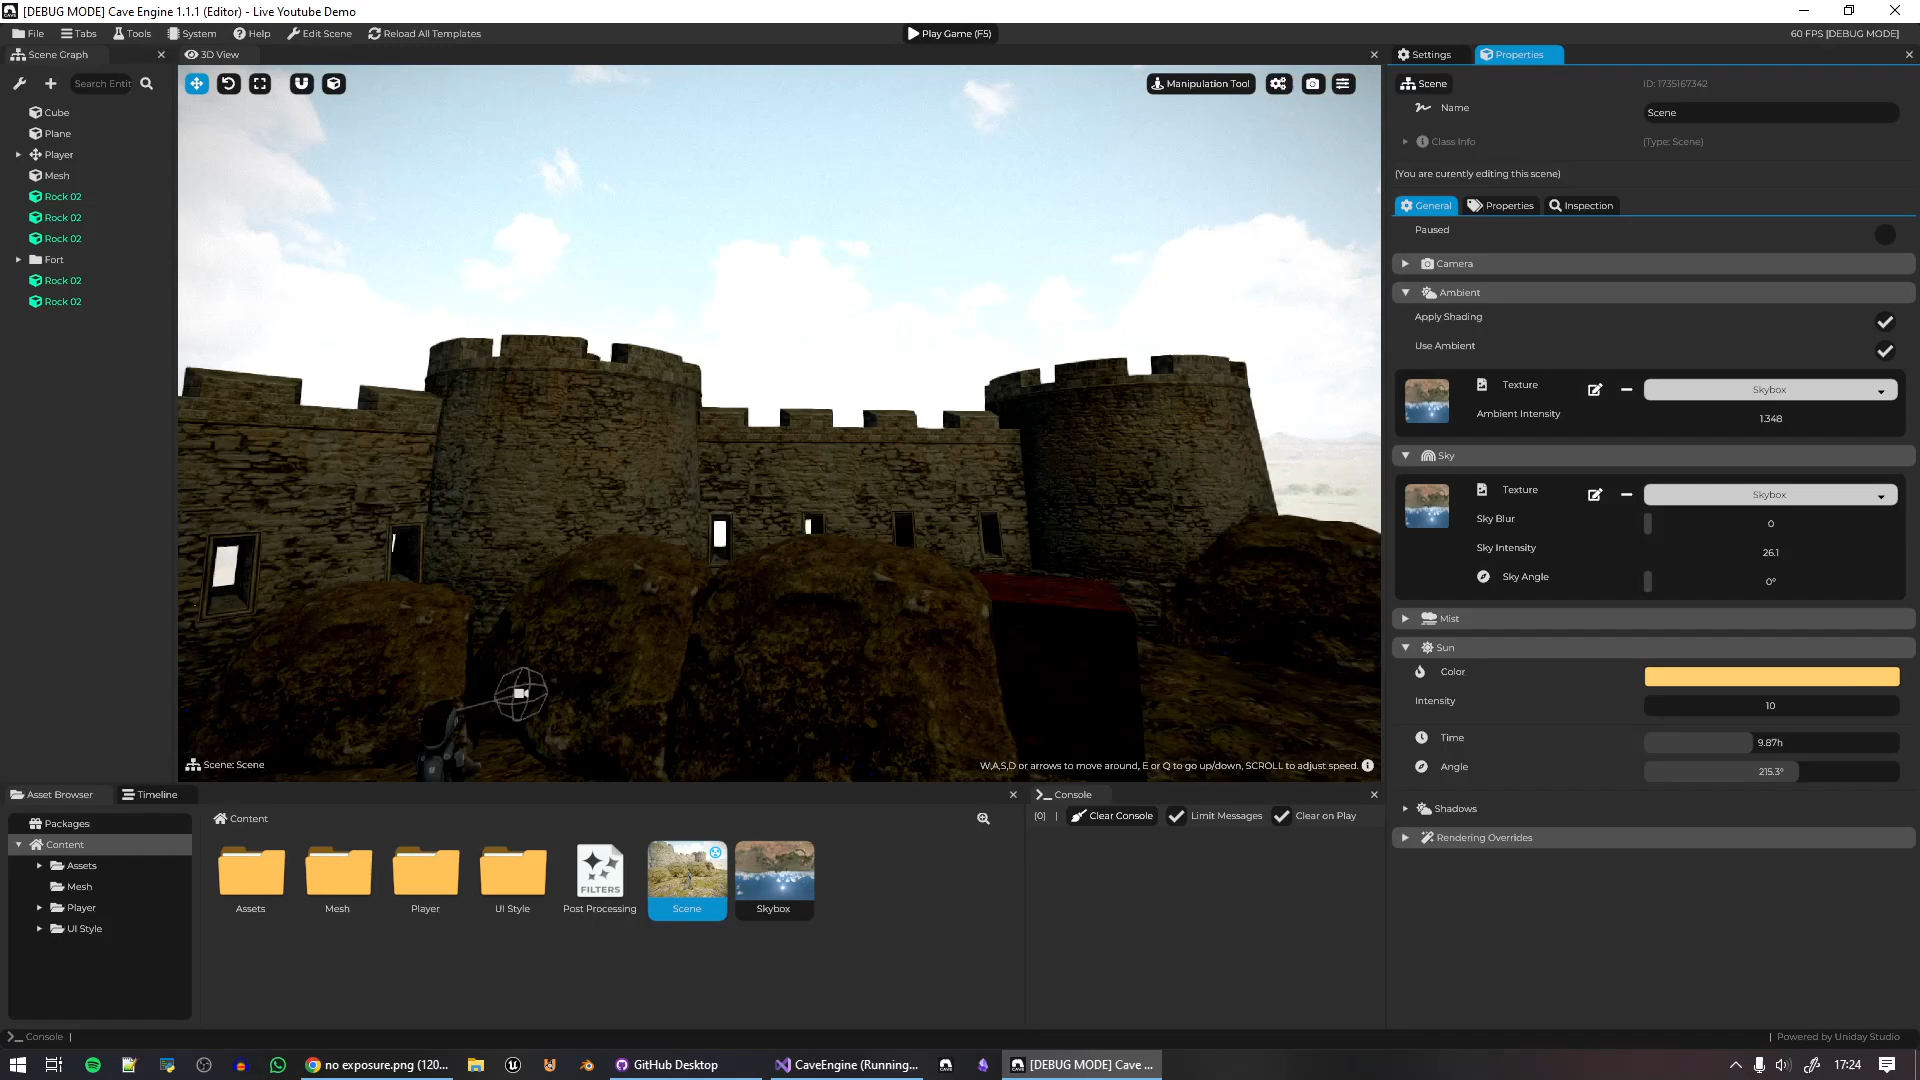 [DEBUG MODE] Cave Engine 1.1.1 (Editor) - Live Youtube Demo
File Tabs Tools System Help Edit Scene Reload All Templates
Play Game (F5)
60 FPS [DEBUG MODE]
Scene Graph
3D View
Settings
Properties
Search Entit
Manipulation Tool
Cube
Plane
Player
Mesh
Rock 02
Rock 02
Rock 02
Fort
Rock 02
Rock 02
Scene: Scene
W,A,S,D or arrows to move around, E or Q to go up/down, SCROLL to adjust speed.
Scene
ID: 1735167342
Name
Scene
Class Info
(Type: Scene)
(You are curently editing this scene)
General
Properties
Inspection
Paused
Camera
Ambient
Apply Shading
Use Ambient
Texture
Skybox
Ambient Intensity
1.348
Sky
Texture
Skybox
Sky Blur
0
Sky Intensity
26.1
Sky Angle
0°
Mist
Sun
Color
Intensity
10
Time
9.87h
Angle
215.3°
Shadows
Rendering Overrides
Asset Browser
Timeline
Packages
Content
Assets
Mesh
Player
UI Style
Content
FILTERS
Assets
Mesh
Player
UI Style
Post Processing
Scene
Skybox
Console
(0) | Clear Console
Limit Messages
Clear on Play
Console |
| Powered by Uniday Studio
no exposure.png (120...
GitHub Desktop
CaveEngine (Running...
[DEBUG MODE] Cave ...
17:24